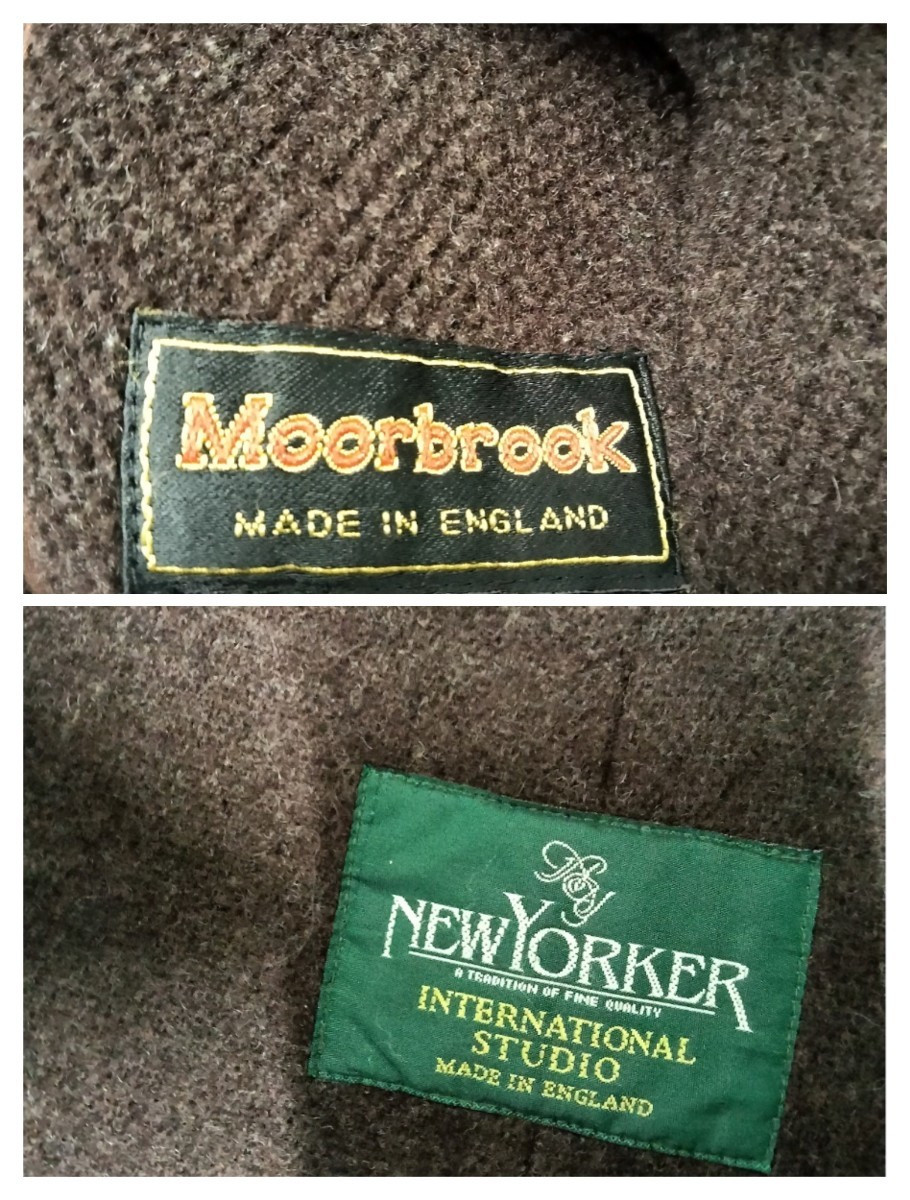 Moorbrook
MADE IN ENGLAND
NEWYORKER
A TRADITION OF FINE QUALITY
INTERNATIONAL
STUDIO
MADE IN ENGLAND